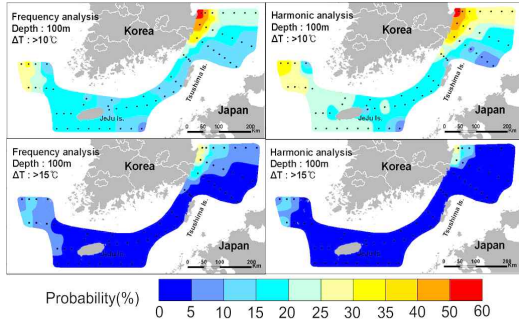 Frequency analysis
Depth : 100m
ΔT : >10℃
Korea
Tsushima Is.
JeJu Is.
Japan
0 50 100 200
Km
Harmonic analysis
Depth : 100m
ΔT : >10℃
Korea
Tsushima Is.
JeJu Is.
Japan
0 50 100 200
Km
Frequency analysis
Depth : 100m
ΔT : >15℃
Korea
Tsushima Is.
Japan
0 50 100 200
Km
Harmonic analysis
Depth : 100m
ΔT : >15℃
Korea
Tsushima Is.
Japan
0 50 100 200
Km
Probability(%)
0 5 10 15 20 25 30 35 40 50 60